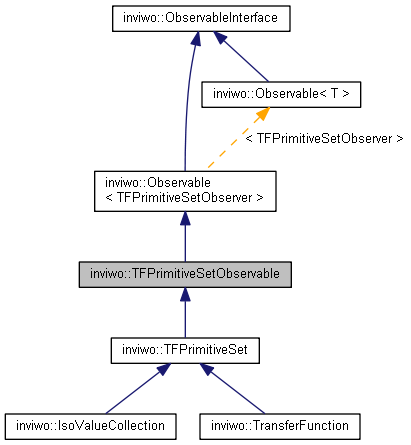 inviwo::ObservableInterface
inviwo::Observable< T >
< TFPrimitiveSetObserver >
inviwo::Observable
< TFPrimitiveSetObserver >
inviwo::TFPrimitiveSetObservable
inviwo::TFPrimitiveSet
inviwo::IsoValueCollection
inviwo::TransferFunction